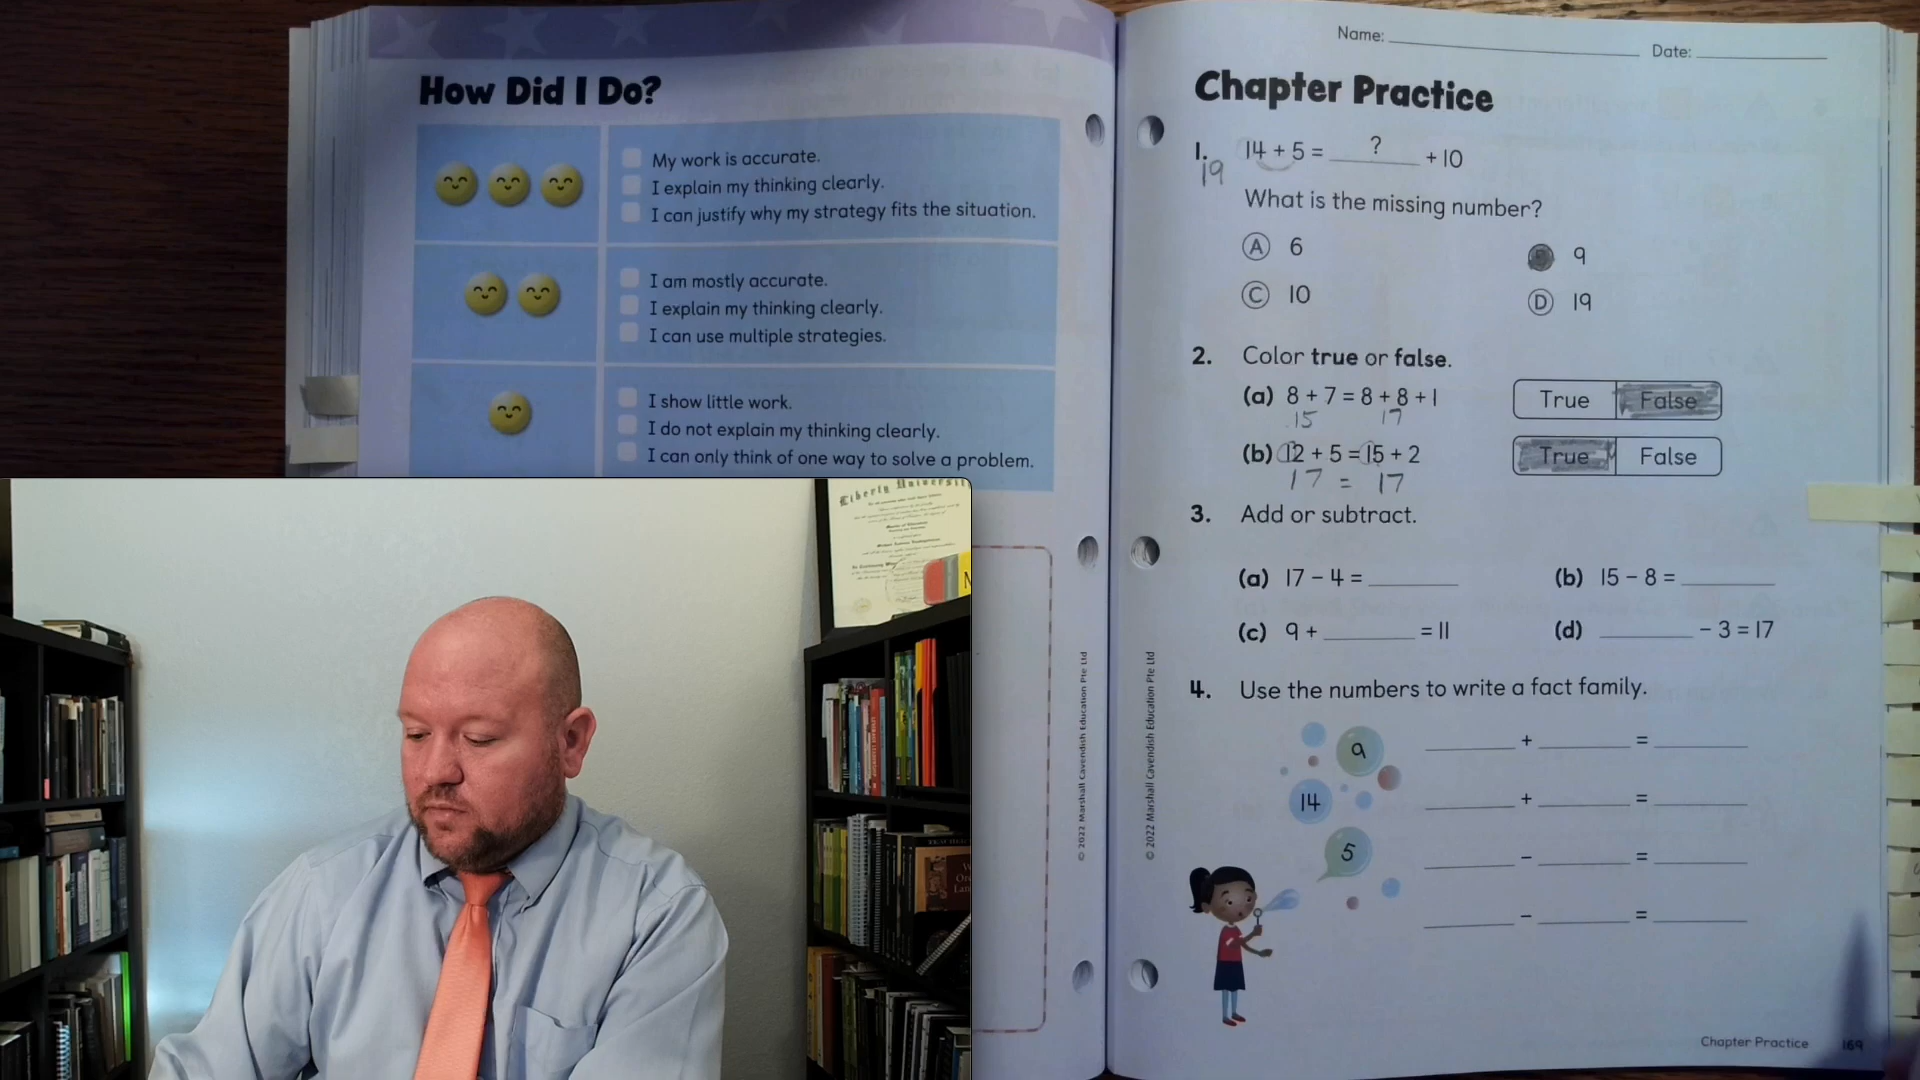 How Did I Do?
My work is accurate.
I explain my thinking clearly.
I can justify why my strategy fits the situation.
I am mostly accurate.
I explain my thinking clearly.
I can use multiple strategies.
I show little work.
I do not explain my thinking clearly.
I can only think of one way to solve a problem.
© 2022 Marshall Cavendish Education Pte Ltd
Liberty University
Name: Date:
Chapter Practice
1. 14 + 5 = ? + 10
19
What is the missing number?
A 6 9
C 10 D 19
2. Color true or false.
(a) 8 + 7 = 8 + 8 + 1 True False
15 17
(b) 12 + 5 = 15 + 2 True False
17 = 17
3. Add or subtract.
(a) 17 - 4 = (b) 15 - 8 =
(c) 9 + = 11 (d) - 3 = 17
4. Use the numbers to write a fact family.
9 + =
14 + =
5 - =
- =
© 2022 Marshall Cavendish Education Pte Ltd
Chapter Practice 169